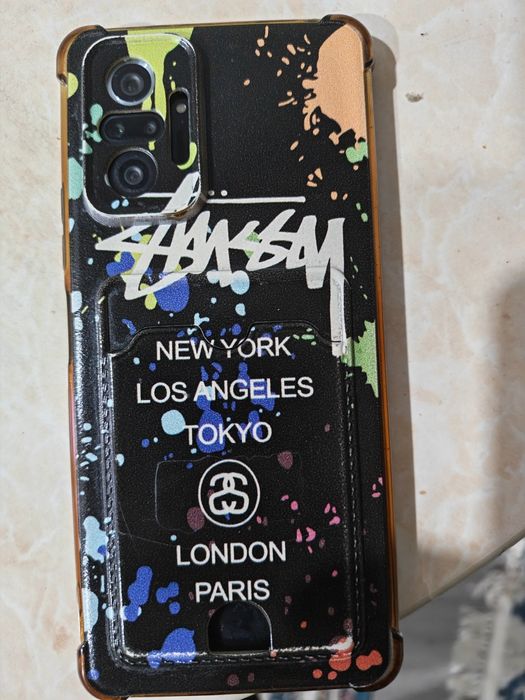 STUSSY
NEW YORK
LOS ANGELES
TOKYO
LONDON
PARIS